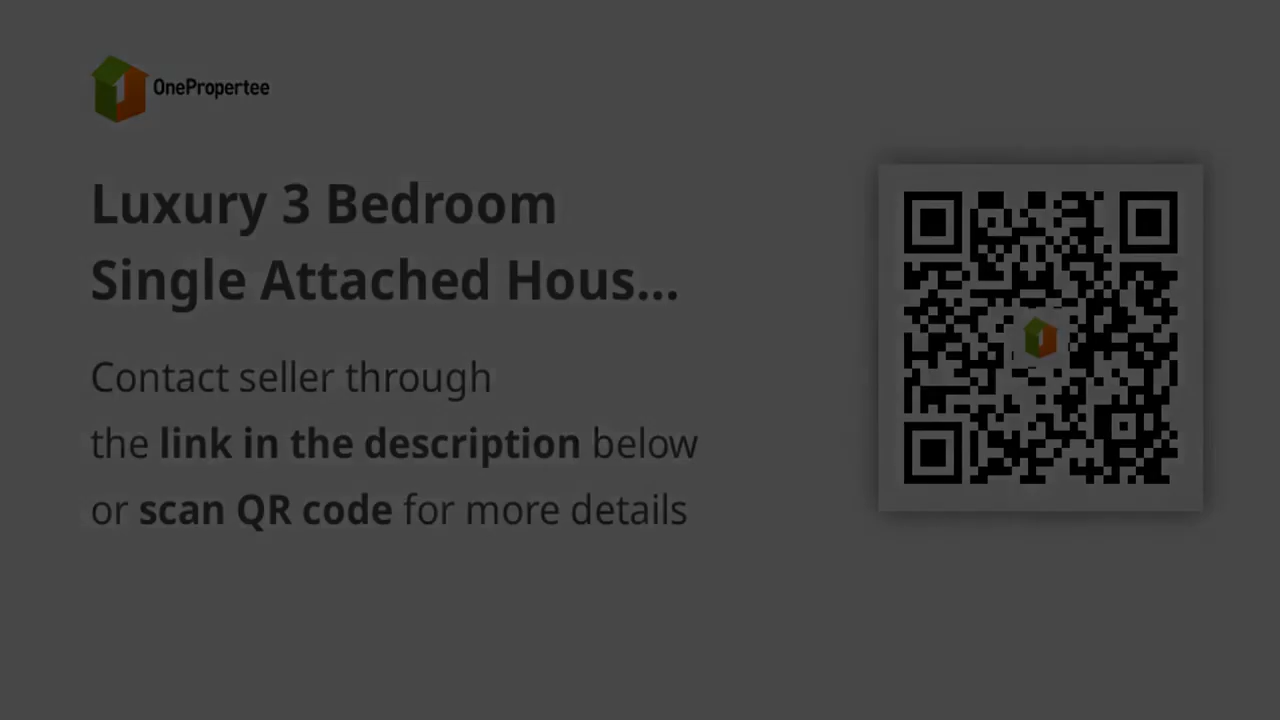 OnePropertee
Luxury 3 Bedroom
Single Attached Hous...
Contact seller through
the link in the description below
or scan QR code for more details